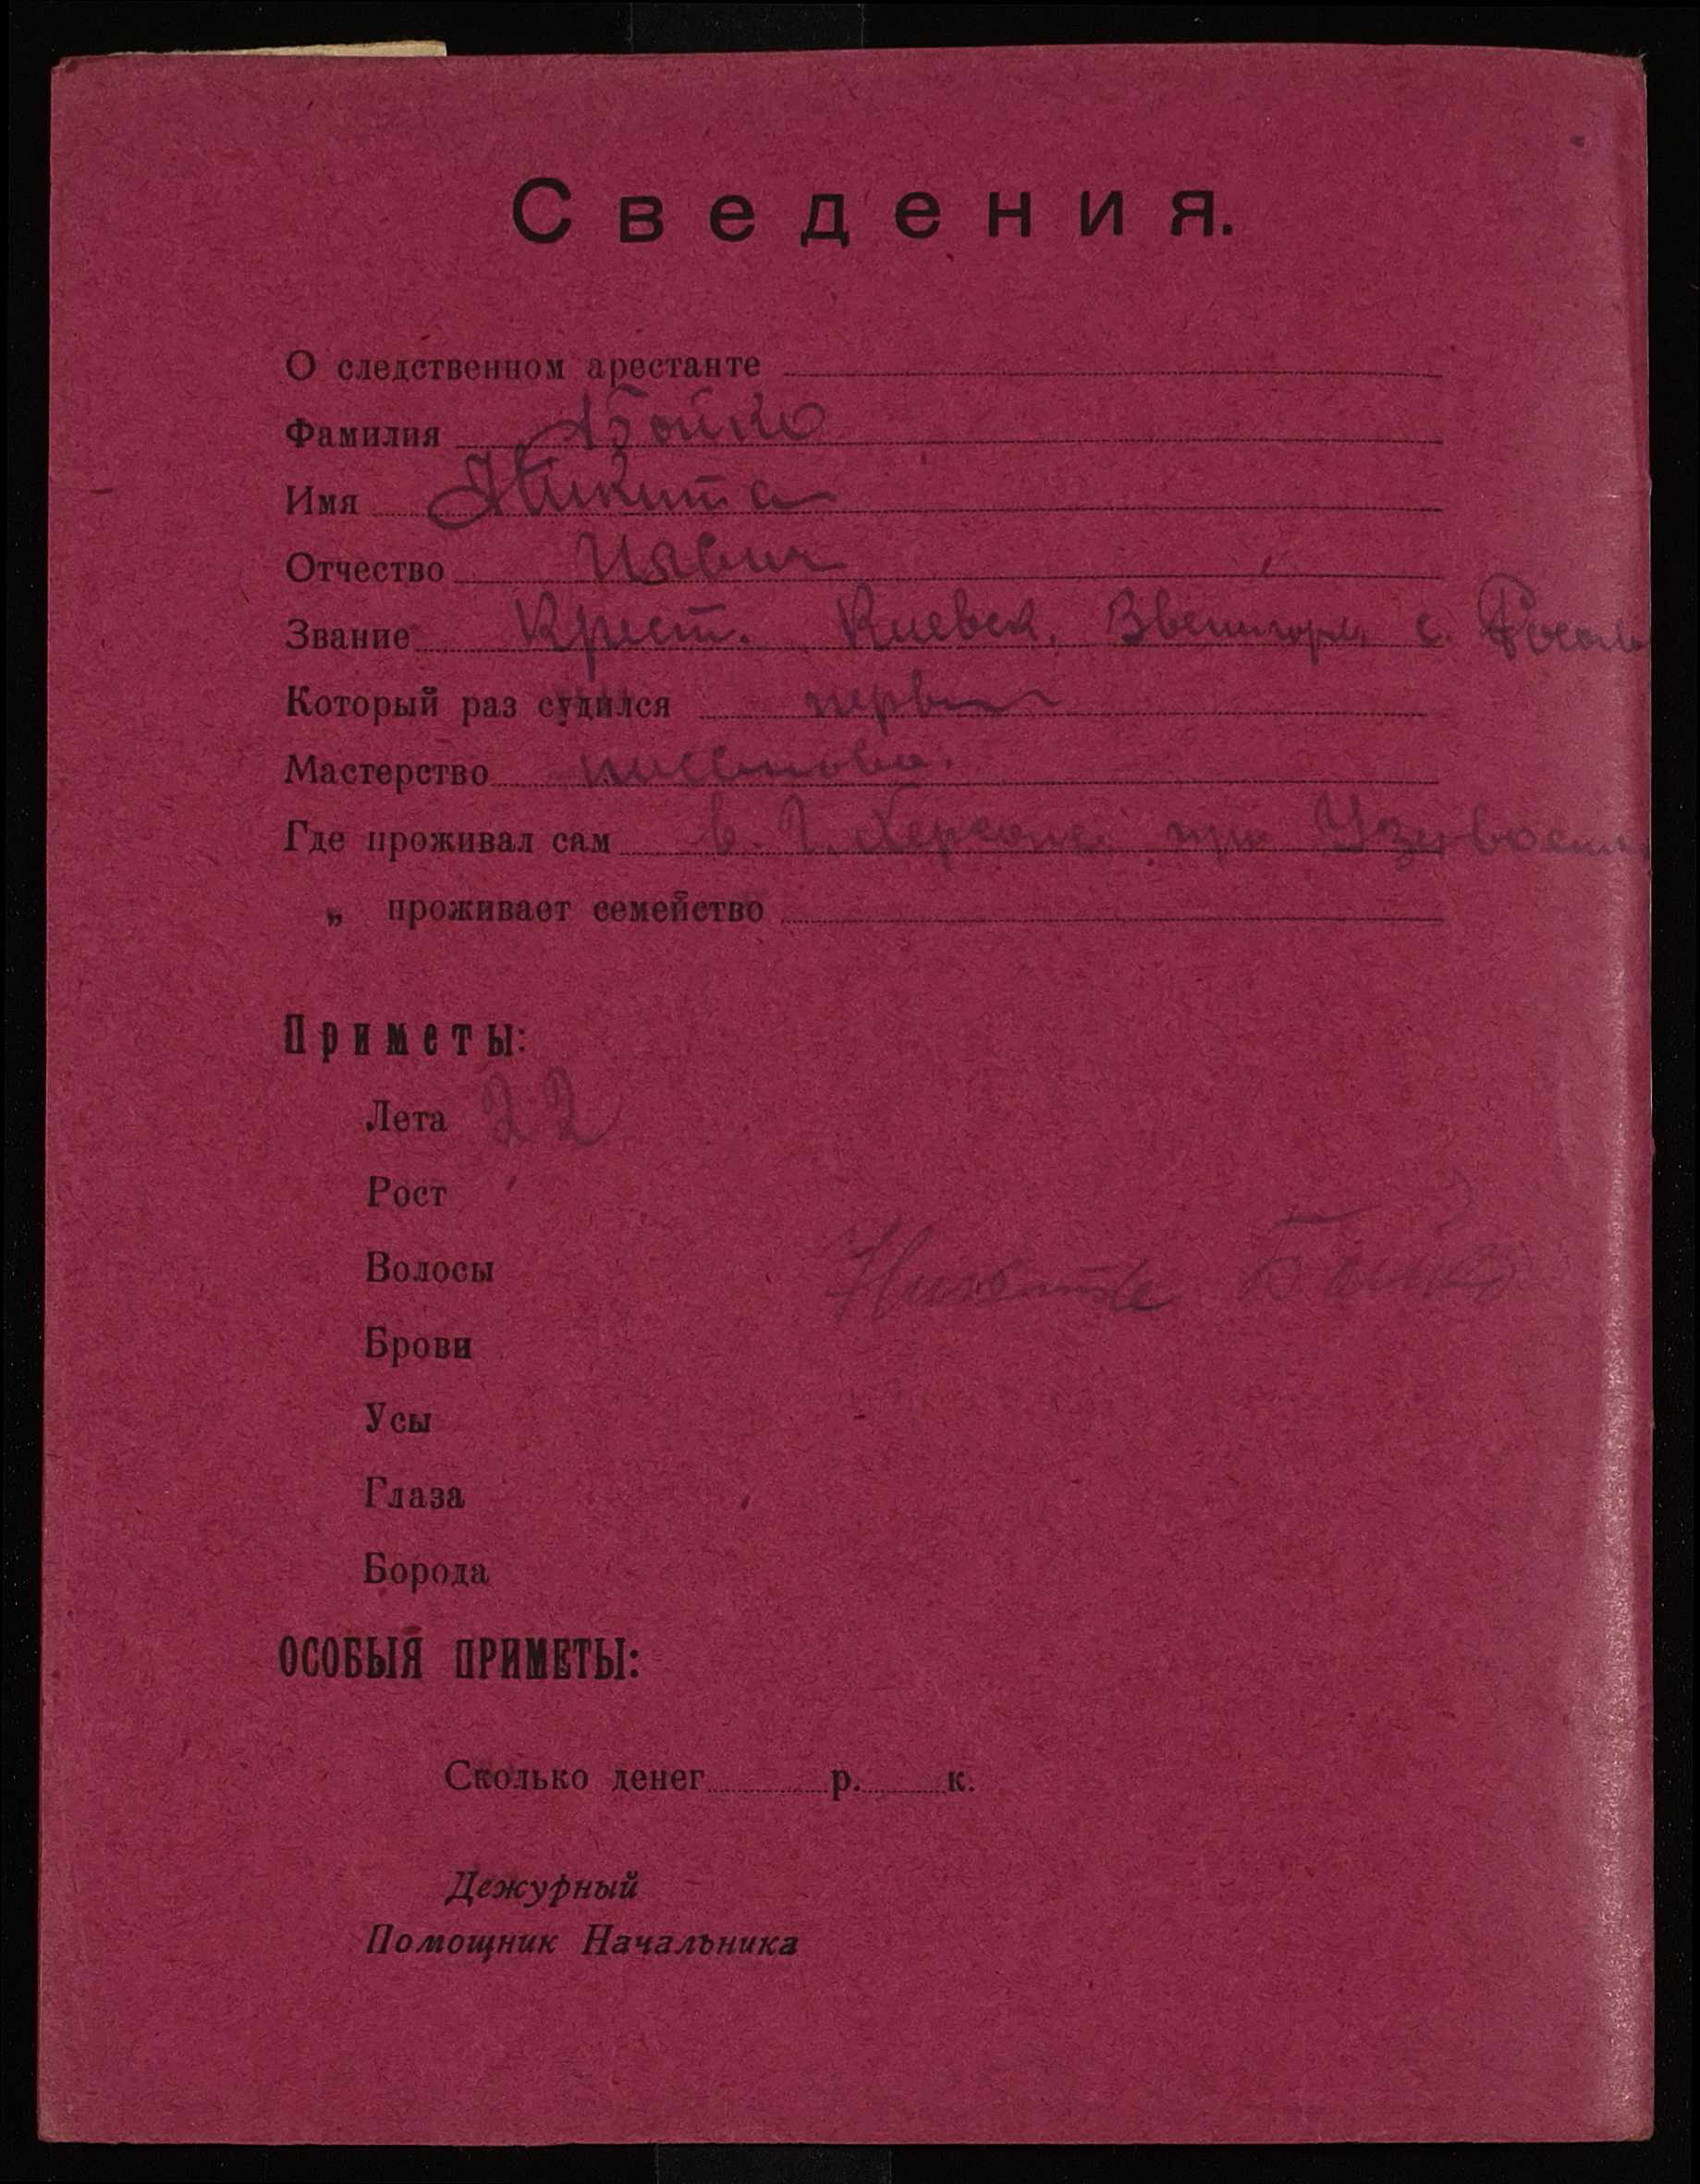 Сведения.
О следственном арестанте
Фамилия Бойко
Имя Никита
Отчество
Звание Крест. Киевск. Звенигор. с.
Который раз судился первый
Мастерство
Где проживал сам в г. Херсоне при
„ проживает семейство
Приметы:
Лета 22
Рост
Волосы
Никита Бойко
Брови
Усы
Глаза
Борода
ОСОБЫЯ ПРИМЕТЫ:
Сколько денег р. к.
Дежурный
Помощник Начальника